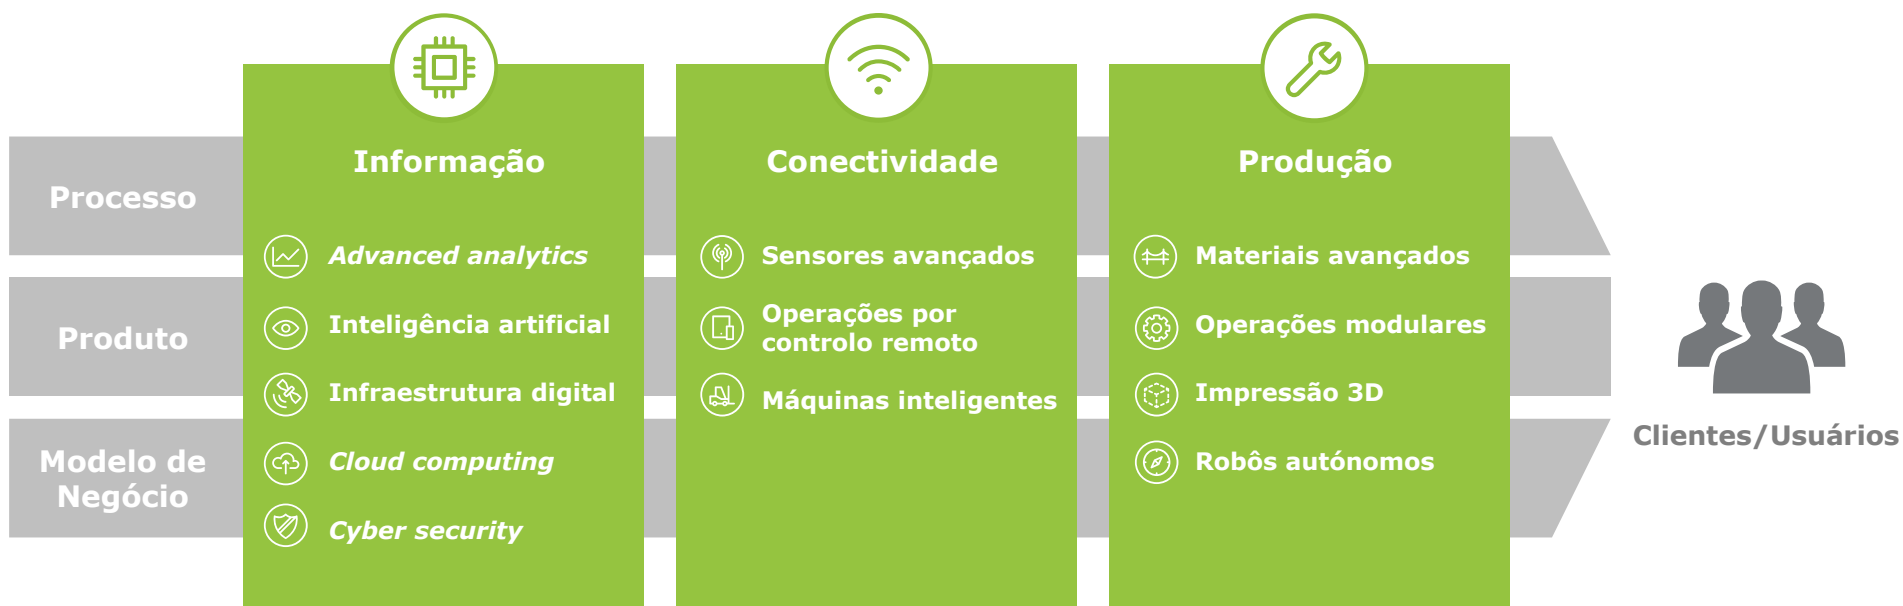 Processo
Produto
Modelo de
Negócio
Informação
Advanced analytics
Inteligência artificial
Infraestrutura digital
Cloud computing
Cyber security
Conectividade
Sensores avançados
Operações por
controlo remoto
Máquinas inteligentes
Produção
Materiais avançados
Operações modulares
Impressão 3D
Robôs autónomos
Clientes/Usuários